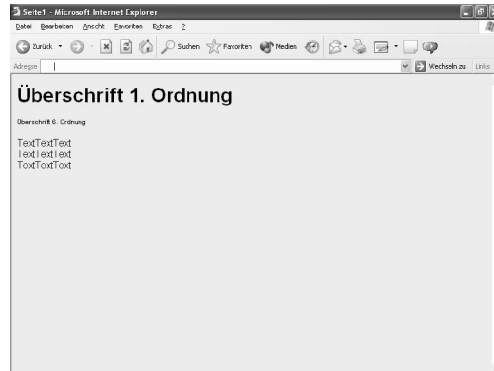 Seite1 - Microsoft Internet Explorer
Datei Bearbeiten Ansicht Favoriten Extras ?
Zurück Suchen Favoriten Medien
Adresse Wechseln zu Links
Überschrift 1. Ordnung
Überschrift 6. Ordnung
TextTextText
TextTextText
TextTextText